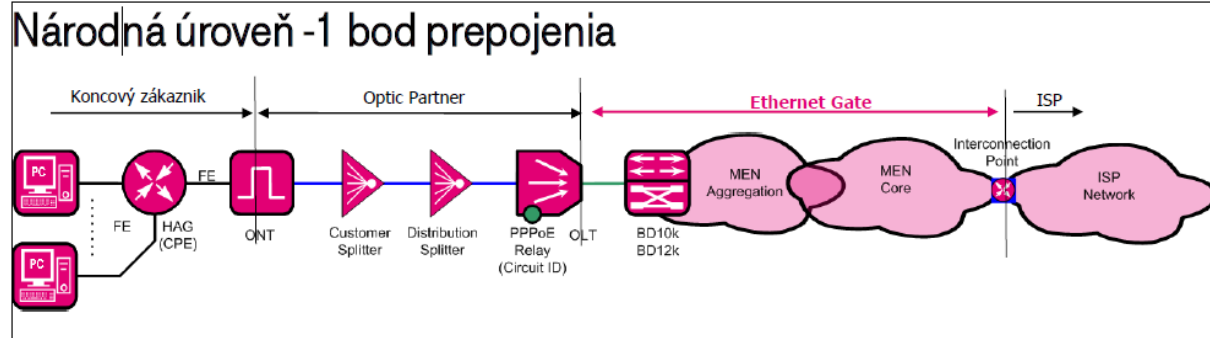 Národná úroveň -1 bod prepojenia
Koncový zákaznik
Optic Partner
Ethernet Gate
ISP
PC
FE
FE
HAG
(CPE)
PC
ONT
Customer
Splitter
Distribution
Splitter
PPPoE
Relay
(Circuit ID)
OLT
BD10k
BD12k
MEN
Aggregation
MEN
Core
Interconnection
Point
ISP
Network